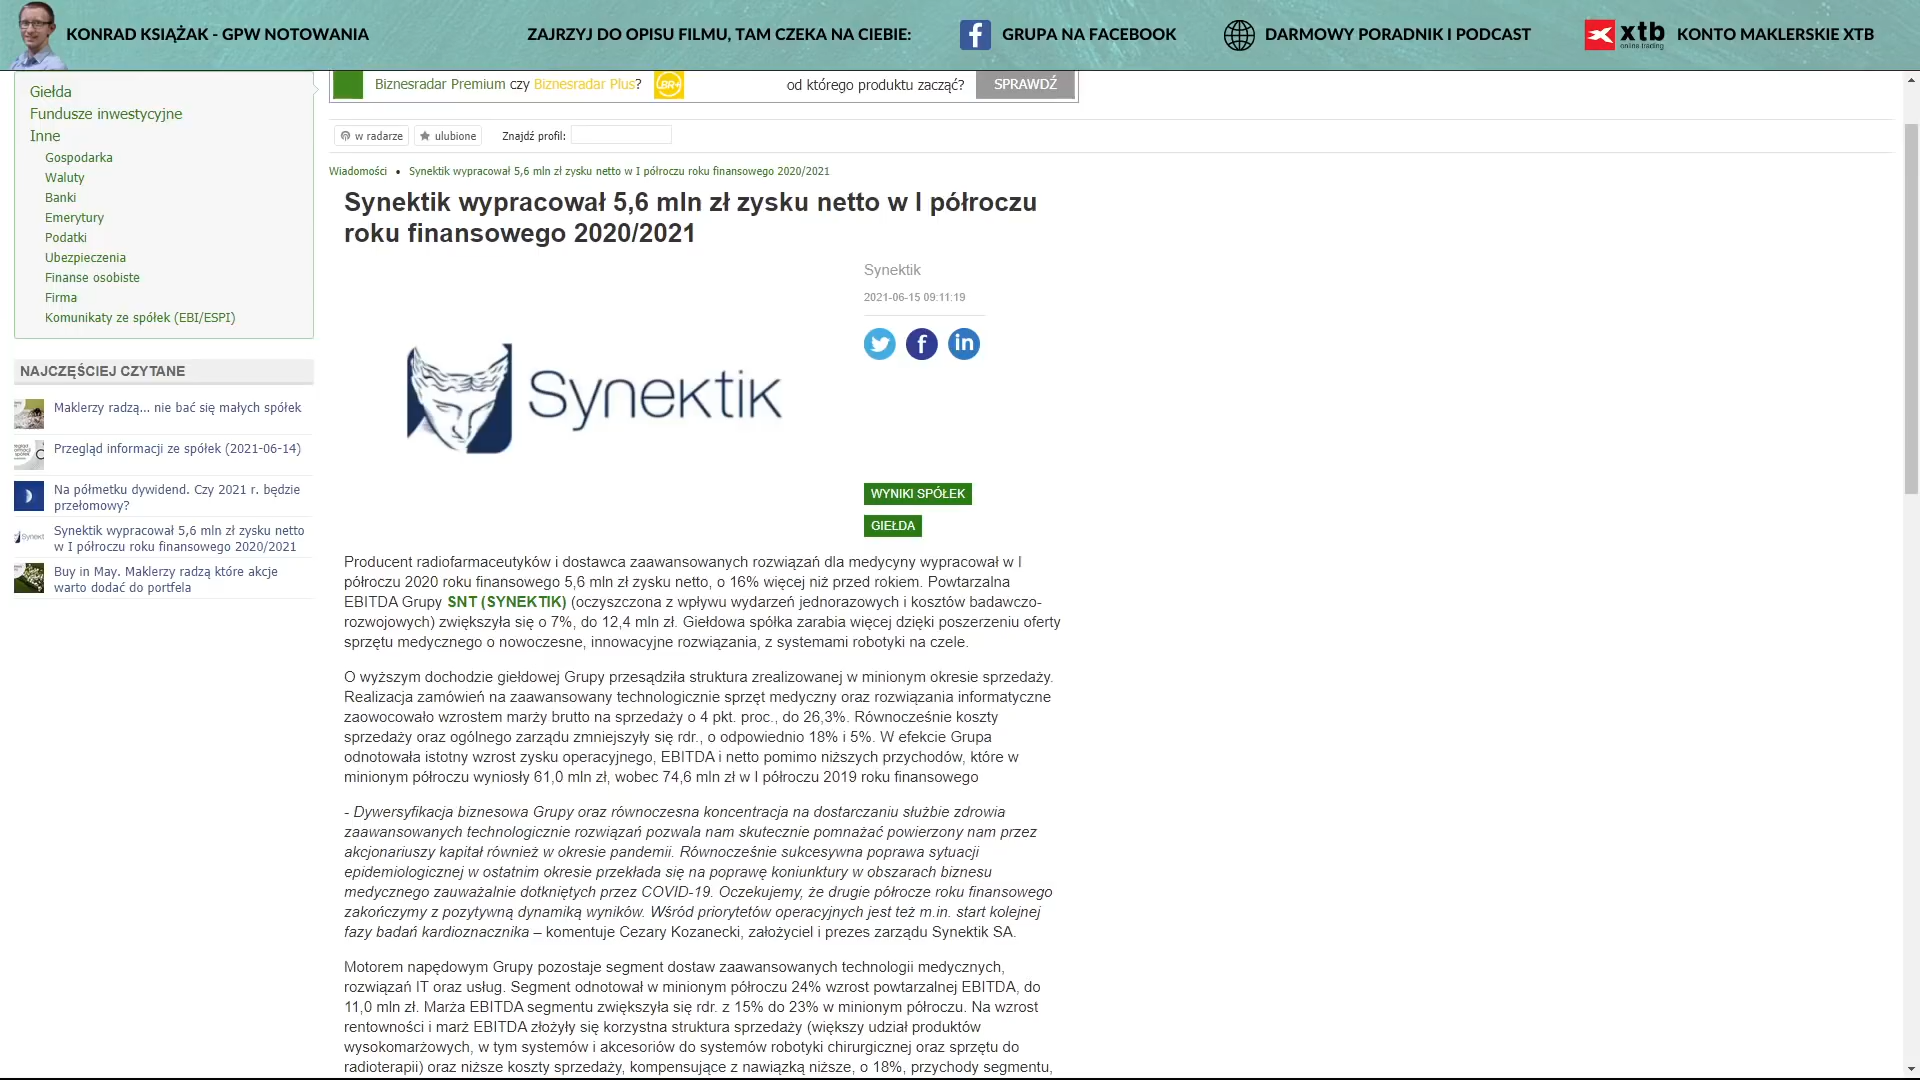 KONRAD KSIĄŻAK - GPW NOTOWANIA
ZAJRZYJ DO OPISU FILMU, TAM CZEKA NA CIEBIE:
GRUPA NA FACEBOOK
DARMOWY PORADNIK I PODCAST
xtb
online trading
KONTO MAKLERSKIE XTB
Giełda
Fundusze inwestycyjne
Inne
Gospodarka
Waluty
Banki
Emerytury
Podatki
Ubezpieczenia
Finanse osobiste
Firma
Komunikaty ze spółek (EBI/ESPI)
NAJCZĘŚCIEJ CZYTANE
Maklerzy radzą... nie bać się małych spółek
Przegląd informacji ze spółek (2021-06-14)
Na półmetku dywidend. Czy 2021 r. będzie
przełomowy?
Synektik wypracował 5,6 mln zł zysku netto
w I półroczu roku finansowego 2020/2021
Buy in May. Maklerzy radzą które akcje
warto dodać do portfela
Biznesradar Premium czy Biznesradar Plus?
BR+
od którego produktu zacząć?
SPRAWDŹ
w radarze
ulubione
Znajdź profil:
Wiadomości • Synektik wypracował 5,6 mln zł zysku netto w I półroczu roku finansowego 2020/2021
Synektik wypracował 5,6 mln zł zysku netto w I półroczu
roku finansowego 2020/2021
Synektik
2021-06-15 09:11:19
Synektik
WYNIKI SPÓŁEK
GIEŁDA
Producent radiofarmaceutyków i dostawca zaawansowanych rozwiązań dla medycyny wypracował w I
półroczu 2020 roku finansowego 5,6 mln zł zysku netto, o 16% więcej niż przed rokiem. Powtarzalna
EBITDA Grupy SNT (SYNEKTIK) (oczyszczona z wpływu wydarzeń jednorazowych i kosztów badawczo-
rozwojowych) zwiększyła się o 7%, do 12,4 mln zł. Giełdowa spółka zarabia więcej dzięki poszerzeniu oferty
sprzętu medycznego o nowoczesne, innowacyjne rozwiązania, z systemami robotyki na czele.
O wyższym dochodzie giełdowej Grupy przesądziła struktura zrealizowanej w minionym okresie sprzedaży.
Realizacja zamówień na zaawansowany technologicznie sprzęt medyczny oraz rozwiązania informatyczne
zaowocowało wzrostem marży brutto na sprzedaży o 4 pkt. proc., do 26,3%. Równocześnie koszty
sprzedaży oraz ogólnego zarządu zmniejszyły się rdr., o odpowiednio 18% i 5%. W efekcie Grupa
odnotowała istotny wzrost zysku operacyjnego, EBITDA i netto pomimo niższych przychodów, które w
minionym półroczu wyniosły 61,0 mln zł, wobec 74,6 mln zł w I półroczu 2019 roku finansowego
- Dywersyfikacja biznesowa Grupy oraz równoczesna koncentracja na dostarczaniu służbie zdrowia
zaawansowanych technologicznie rozwiązań pozwala nam skutecznie pomnażać powierzony nam przez
akcjonariuszy kapitał również w okresie pandemii. Równocześnie sukcesywna poprawa sytuacji
epidemiologicznej w ostatnim okresie przekłada się na poprawę koniunktury w obszarach biznesu
medycznego zauważalnie dotkniętych przez COVID-19. Oczekujemy, że drugie półrocze roku finansowego
zakończymy z pozytywną dynamiką wyników. Wśród priorytetów operacyjnych jest też m.in. start kolejnej
fazy badań kardioznacznika – komentuje Cezary Kozanecki, założyciel i prezes zarządu Synektik SA.
Motorem napędowym Grupy pozostaje segment dostaw zaawansowanych technologii medycznych,
rozwiązań IT oraz usług. Segment odnotował w minionym półroczu 24% wzrost powtarzalnej EBITDA, do
11,0 mln zł. Marża EBITDA segmentu zwiększyła się rdr. z 15% do 23% w minionym półroczu. Na wzrost
rentowności i marż EBITDA złożyły się korzystna struktura sprzedaży (większy udział produktów
wysokomarżowych, w tym systemów i akcesoriów do systemów robotyki chirurgicznej oraz sprzętu do
radioterapii) oraz niższe koszty sprzedaży, kompensujące z nawiązką niższe, o 18%, przychody segmentu,